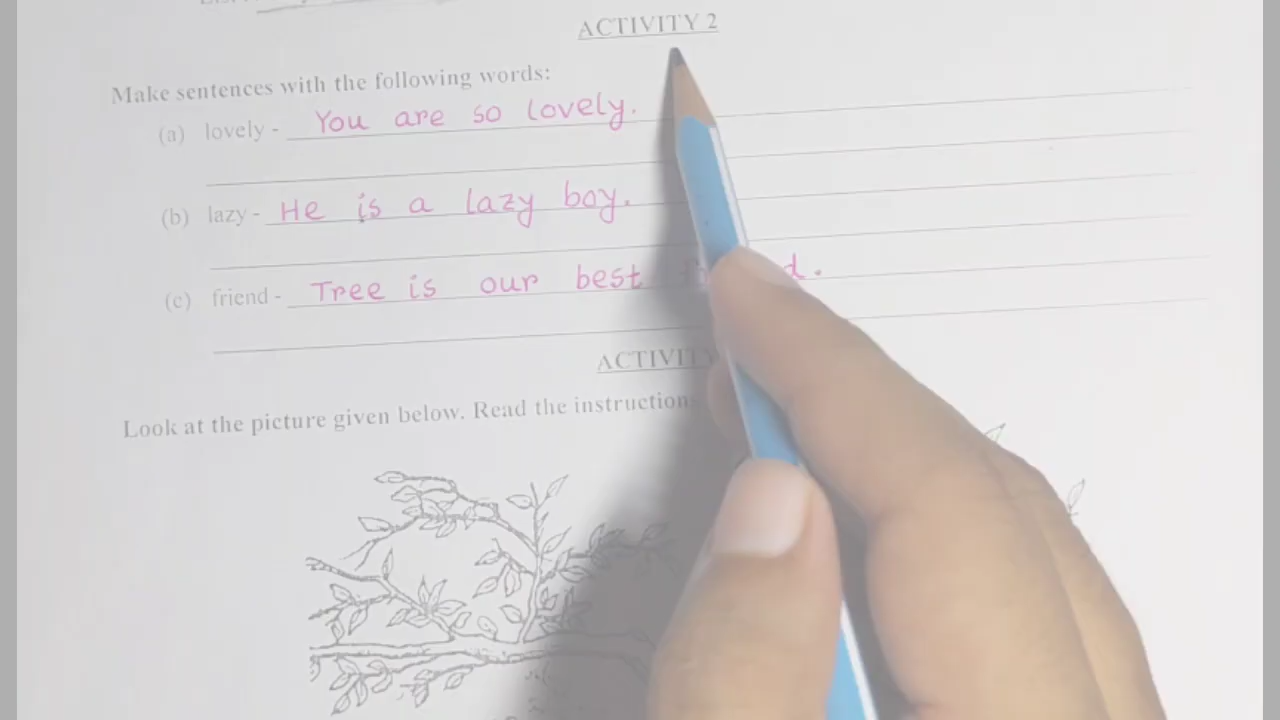 ACTIVITY 2
Make sentences with the following words:
(a) lovely - You are so lovely.
(b) lazy - He is a lazy boy.
(c) friend - Tree is our best
ACTIVITY
Look at the picture given below. Read the instructions